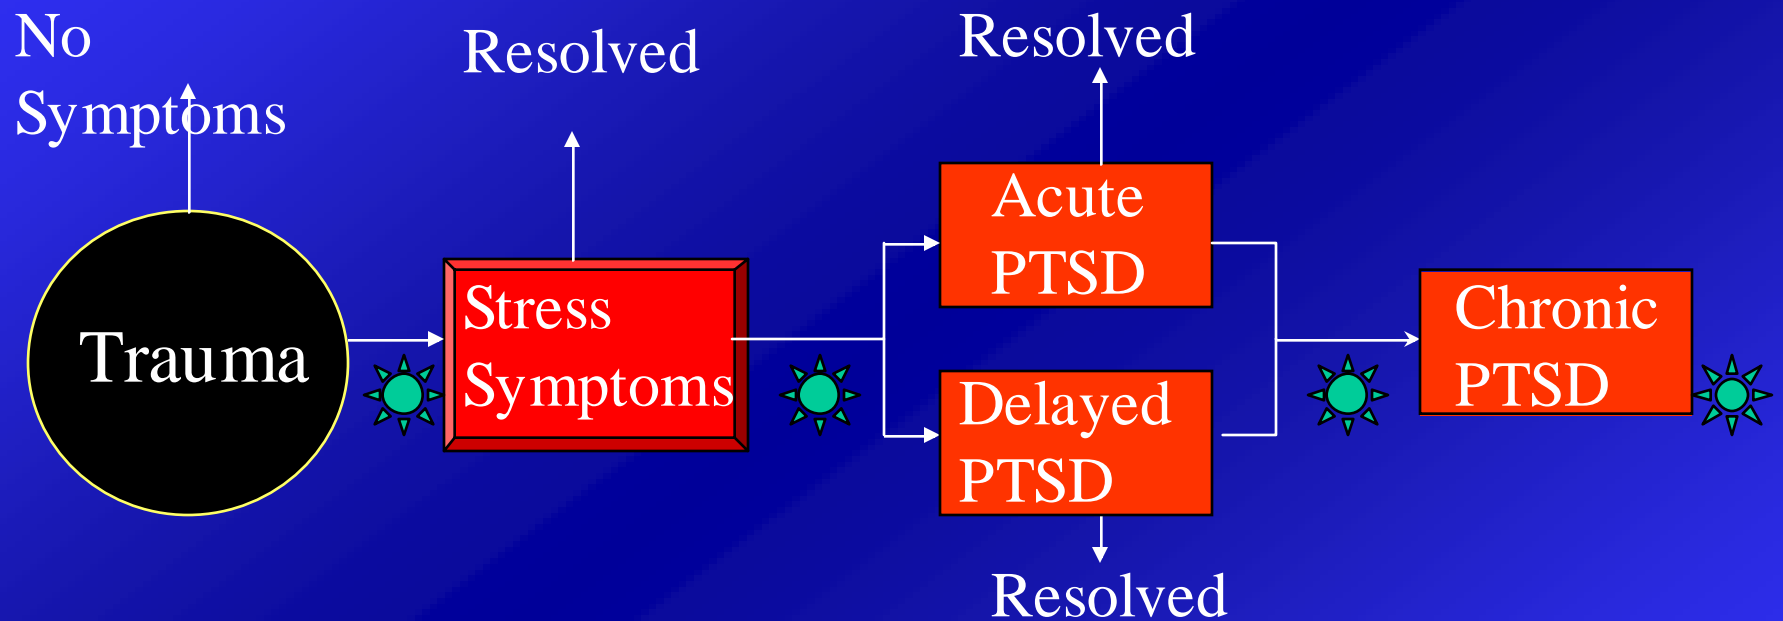 No
Symptoms
Resolved
Resolved
Trauma
Stress
Symptoms
Acute
PTSD
Delayed
PTSD
Resolved
Chronic
PTSD